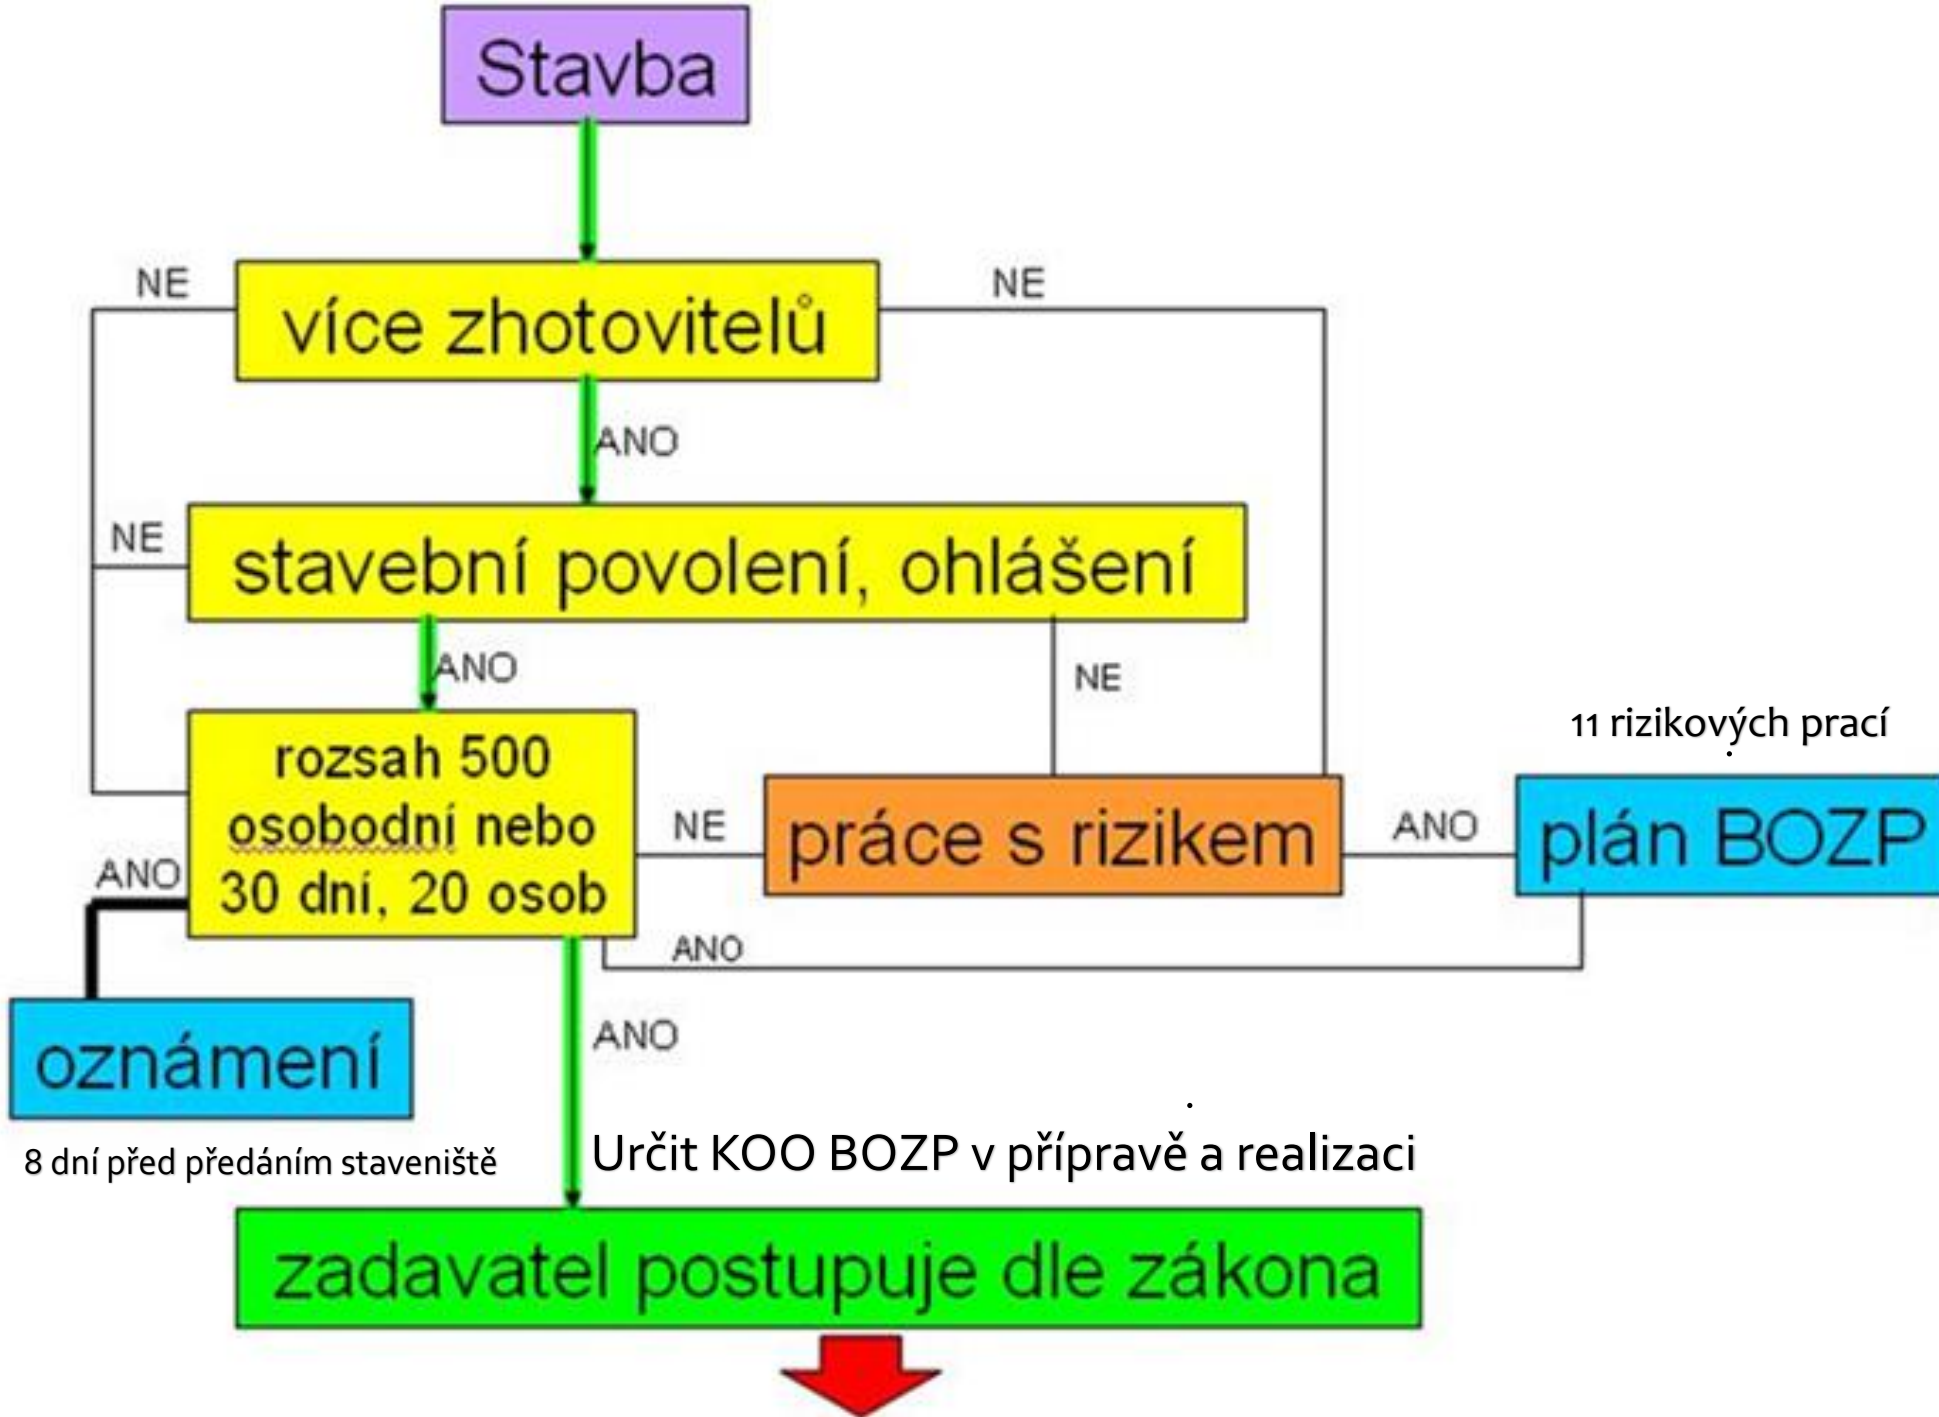 Stavba
NE
NE
více zhotovitelů
ANO
NE
stavební povolení, ohlášení
ANO
NE
11 rizikových prací
.
rozsah 500
osobodní nebo
30 dní, 20 osob
NE
práce s rizikem
ANO
plán BOZP
ANO
ANO
oznámení
ANO
.
8 dní před předáním staveniště
Určit KOO BOZP v přípravě a realizaci
zadavatel postupuje dle zákona